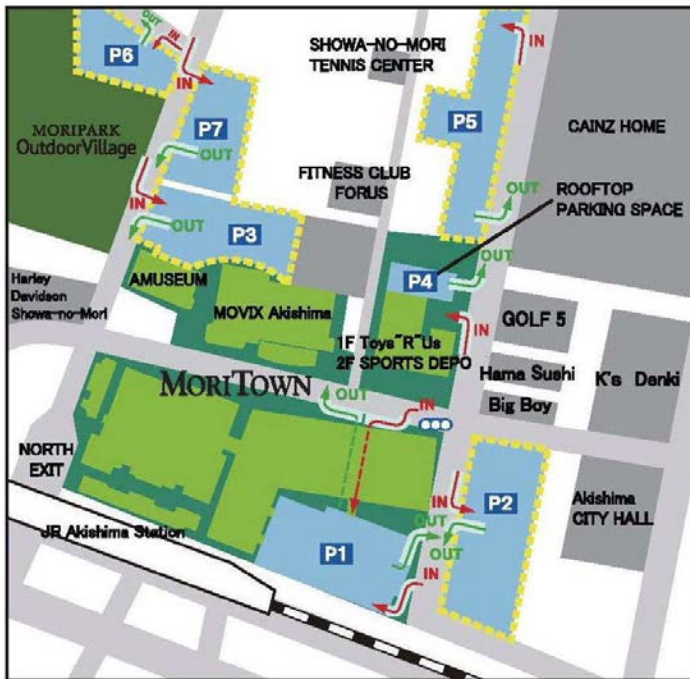 OUT
IN
P6
IN
SHOWA-NO-MORI
TENNIS CENTER
IN
P5
CAINZ HOME
MORIPARK
OutdoorVillage
P7
OUT
FITNESS CLUB
FORUS
OUT
ROOFTOP
PARKING SPACE
IN
OUT
P3
OUT
P4
AMUSEUM
Harley
Davidson
Showa-no-Mori
MOVIX Akishima
IN
GOLF 5
1F Toys"R"Us
2F SPORTS DEPO
Hama Sushi
K's Denki
MORITOWN
OUT
IN
Big Boy
NORTH
EXIT
IN
P2
Akishima
CITY HALL
OUT
OUT
JR Akishima Station
P1
IN